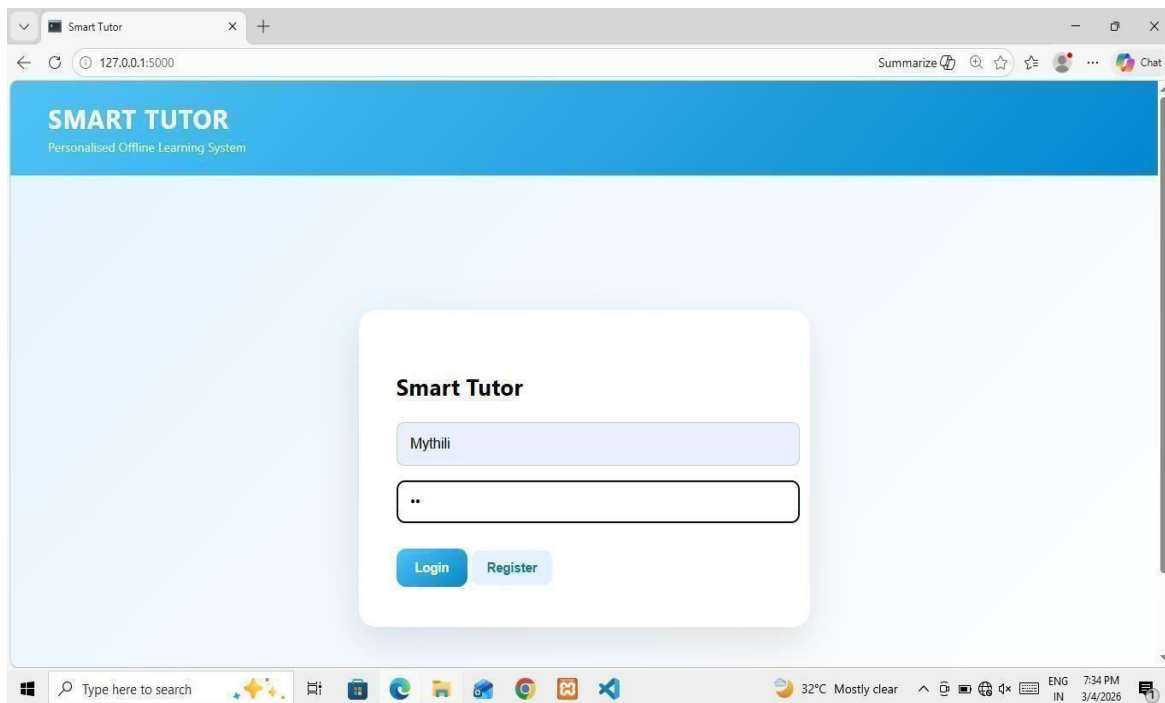 Smart Tutor
127.0.0.1:5000
Summarize
Chat
SMART TUTOR
Personalised Offline Learning System
Smart Tutor
Mythili
••
Login
Register
Type here to search
32°C Mostly clear
ENG
IN
7:34 PM
3/4/2026
1